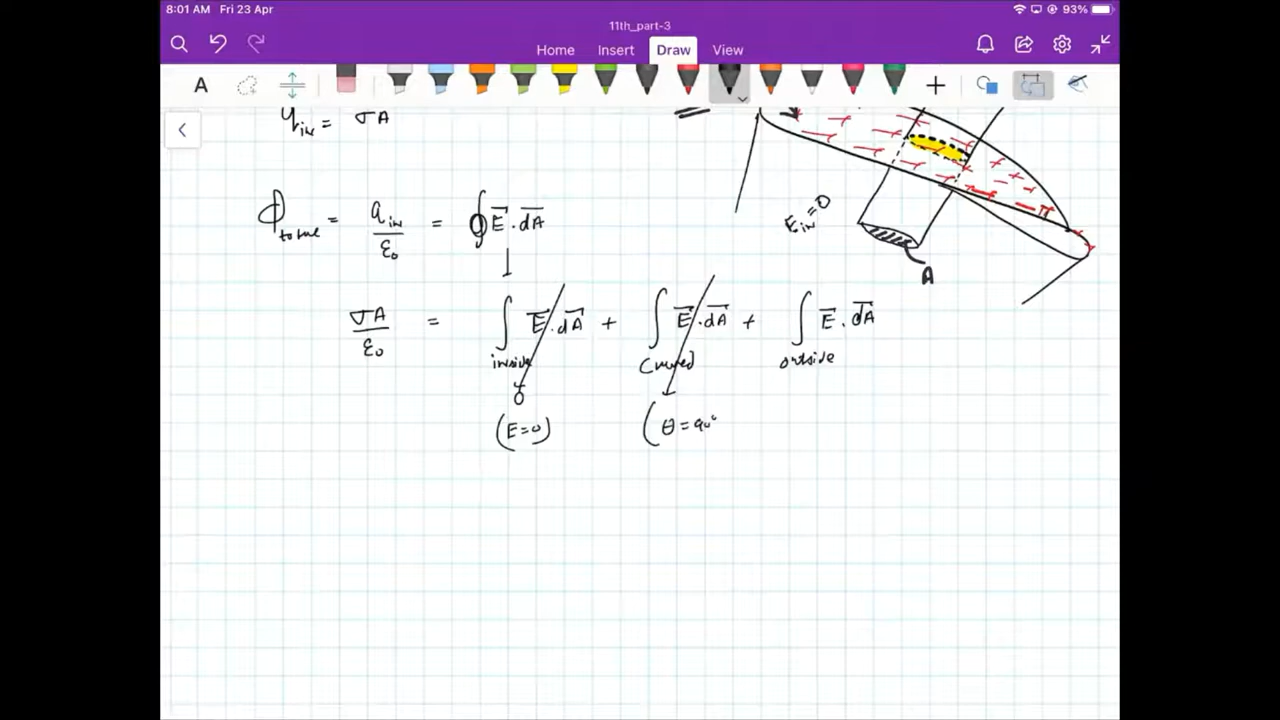 8:01 AM Fri 23 Apr
93%
11th_part-3
Home Insert Draw View
A
q_in = σA
E_in = 0
A
Φ = q_in/ε₀ = ∮ E⃗ . dA⃗
σA/ε₀ = ∫ E⃗ . dA⃗ + ∫ E⃗ . dA⃗ + ∫ E⃗ . dA⃗
inside curved outside
0
(E=0) (θ = 90°